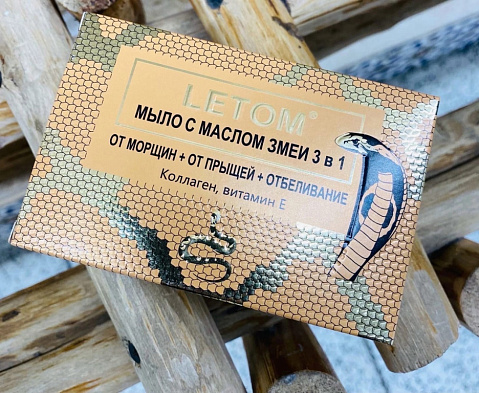 LETOM®
МЫЛО С МАСЛОМ ЗМЕИ 3 в 1
ОТ МОРЩИН + ОТ ПРЫЩЕЙ + ОТБЕЛИВАНИЕ
Коллаген, витамин Е